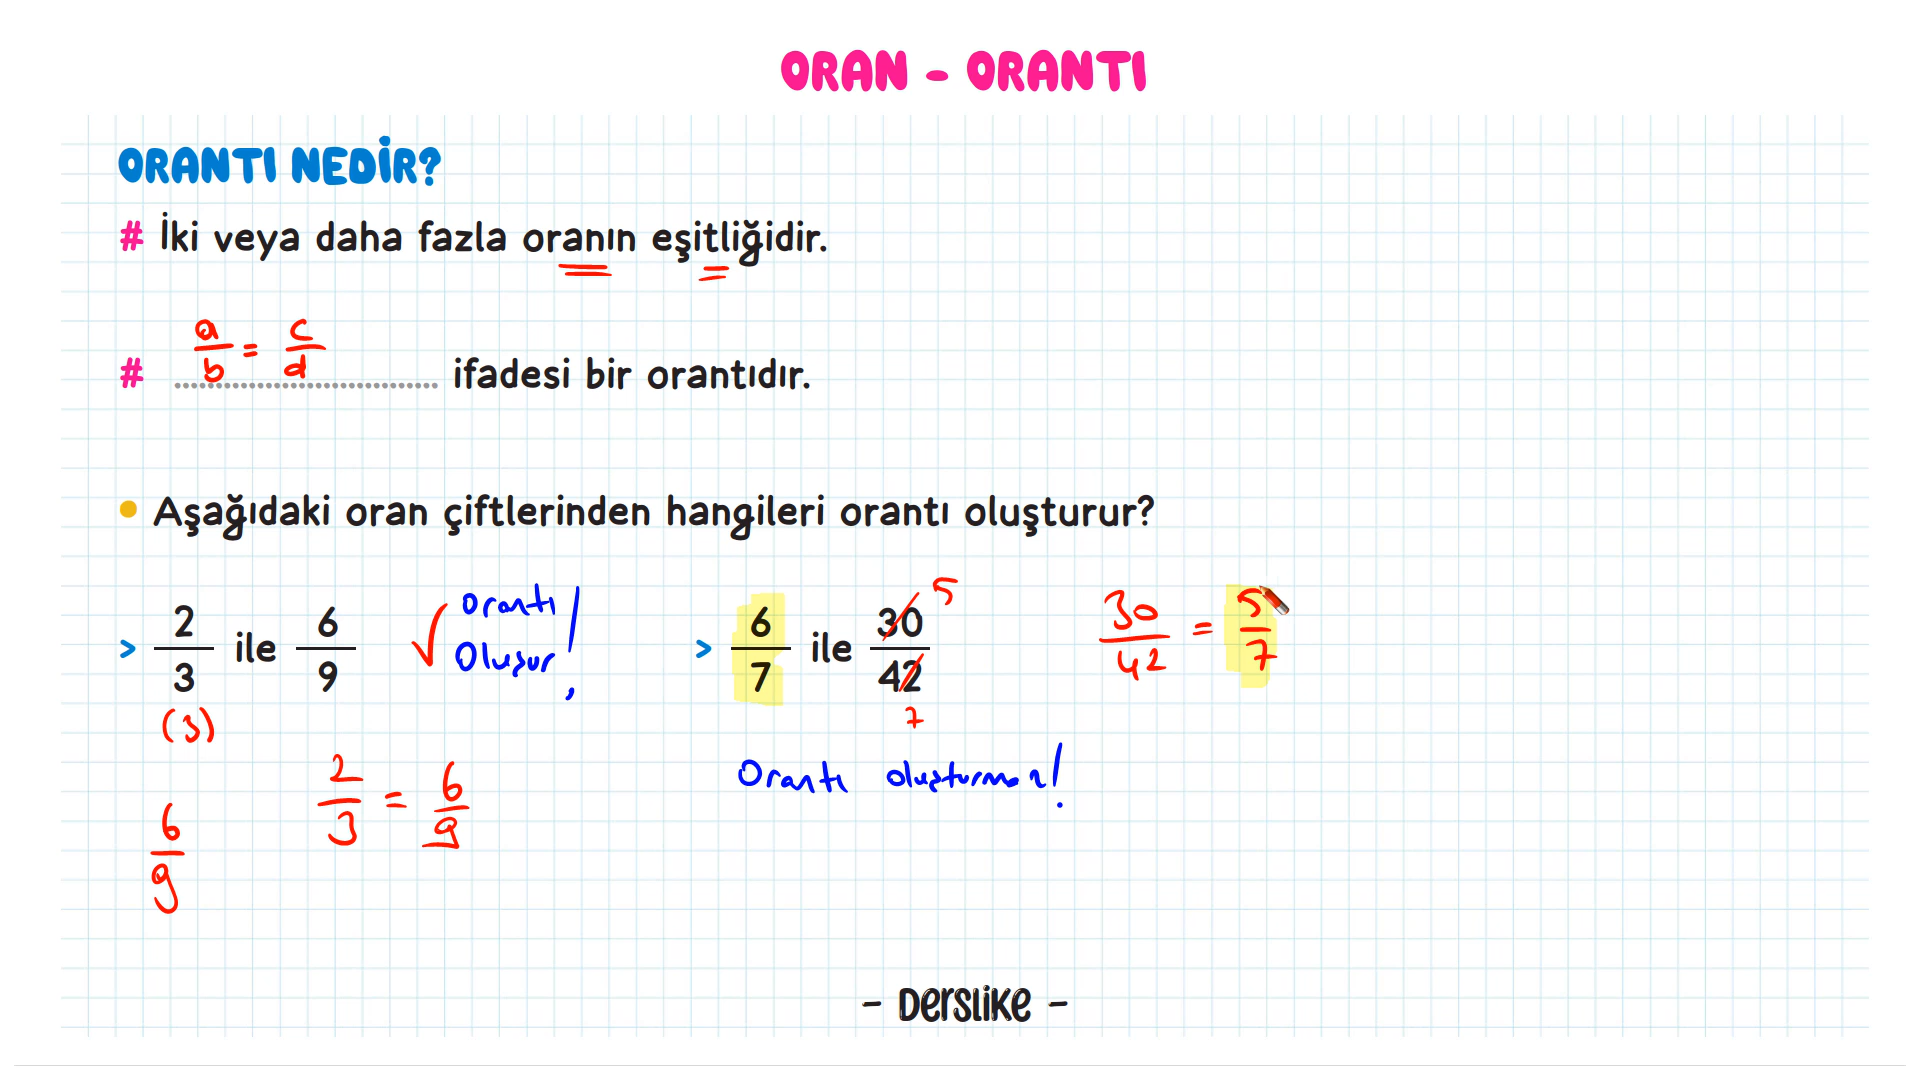 ORAN - ORANTI
ORANTI NEDİR?
# İki veya daha fazla oranın eşitliğidir.
# a/b = c/d ifadesi bir orantıdır.
• Aşağıdaki oran çiftlerinden hangileri orantı oluşturur?
> 2/3 ile 6/9 √ orantı oluşur!
(3)
6/9
2/3 = 6/9
> 6/7 ile 30/42 5 7
30/42 = 5/7
Orantı oluşturmaz!
- Derslike -